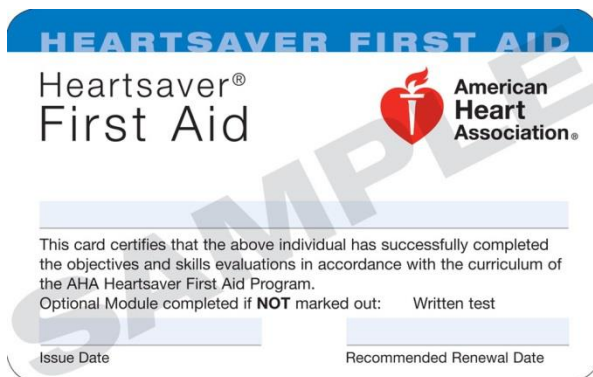 HEARTSAVER FIRST AID
Heartsaver®
First Aid
American
Heart
Association®
SAMPLE
This card certifies that the above individual has successfully completed
the objectives and skills evaluations in accordance with the curriculum of
the AHA Heartsaver First Aid Program.
Optional Module completed if NOT marked out: Written test
Issue Date
Recommended Renewal Date